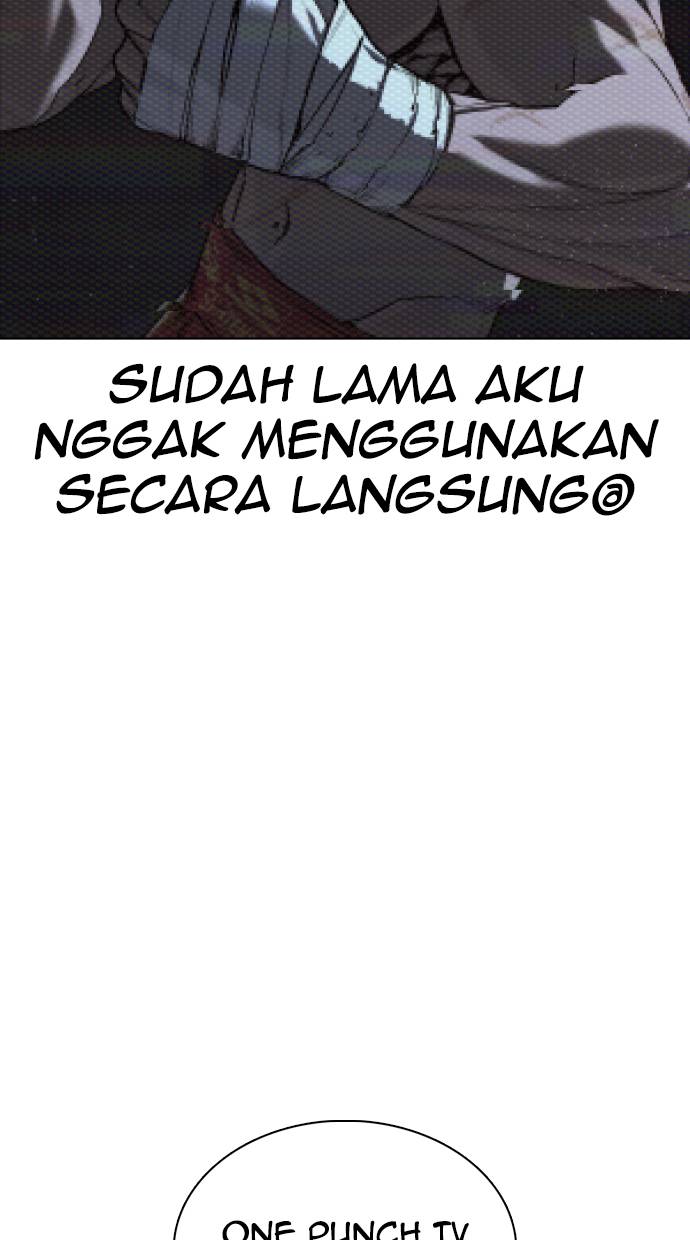 SUDAH LAMA AKU
NGGAK MENGGUNAKAN
SECARA LANGSUNG@
ONE PUNCH TV